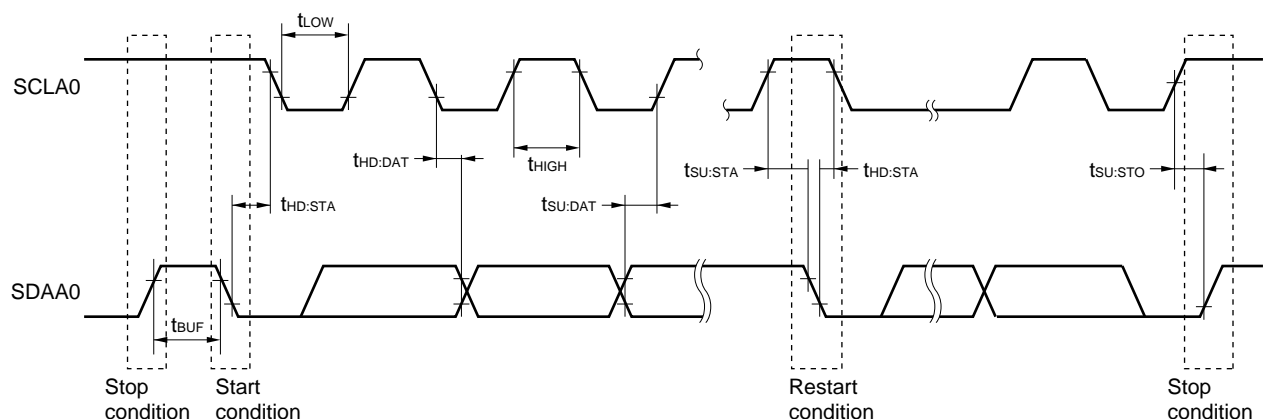 tLOW
SCLA0
tHD:DAT
tHIGH
tSU:STA
tHD:STA
tSU:STO
tHD:STA
tSU:DAT
SDAA0
tBUF
Stop
condition
Start
condition
Restart
condition
Stop
condition